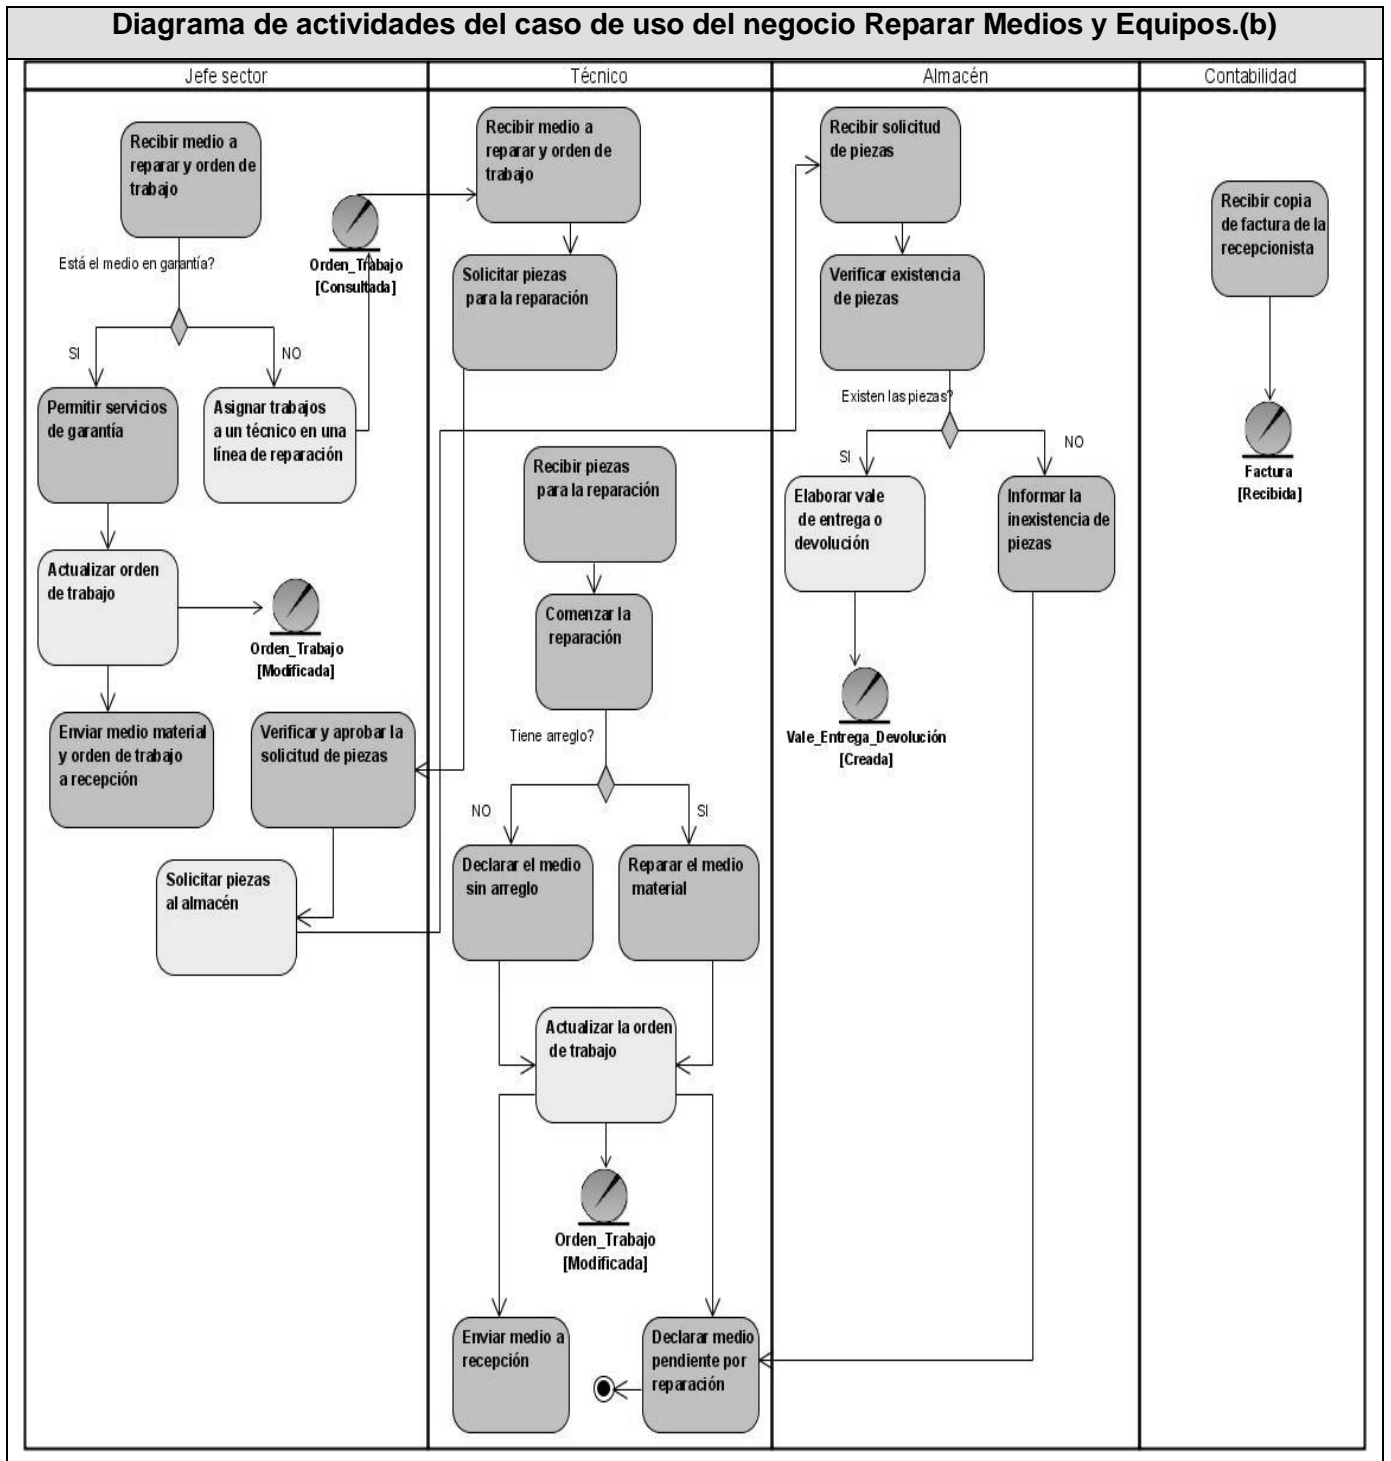 Diagrama de actividades del caso de uso del negocio Reparar Medios y Equipos.(b)
Jefe sector
Recibir medio a
reparar y orden de
trabajo
Está el medio en garantía?
SI
NO
Permitir servicios
de garantía
Asignar trabajos
a un técnico en una
línea de reparación
Orden_Trabajo
[Consultada]
Actualizar orden
de trabajo
Orden_Trabajo
[Modificada]
Enviar medio material
y orden de trabajo
a recepción
Verificar y aprobar la
solicitud de piezas
Solicitar piezas
al almacén
Técnico
Recibir medio a
reparar y orden de
trabajo
Solicitar piezas
para la reparación
Recibir piezas
para la reparación
Comenzar la
reparación
Tiene arreglo?
NO
SI
Declarar el medio
sin arreglo
Reparar el medio
material
Actualizar la orden
de trabajo
Orden_Trabajo
[Modificada]
Enviar medio a
recepción
Declarar medio
pendiente por
reparación
Almacén
Recibir solicitud
de piezas
Verificar existencia
de piezas
Existen las piezas?
SI
NO
Elaborar vale
de entrega o
devolución
Informar la
inexistencia de
piezas
Vale_Entrega_Devolución
[Creada]
Contabilidad
Recibir copia
de factura de la
recepcionista
Factura
[Recibida]